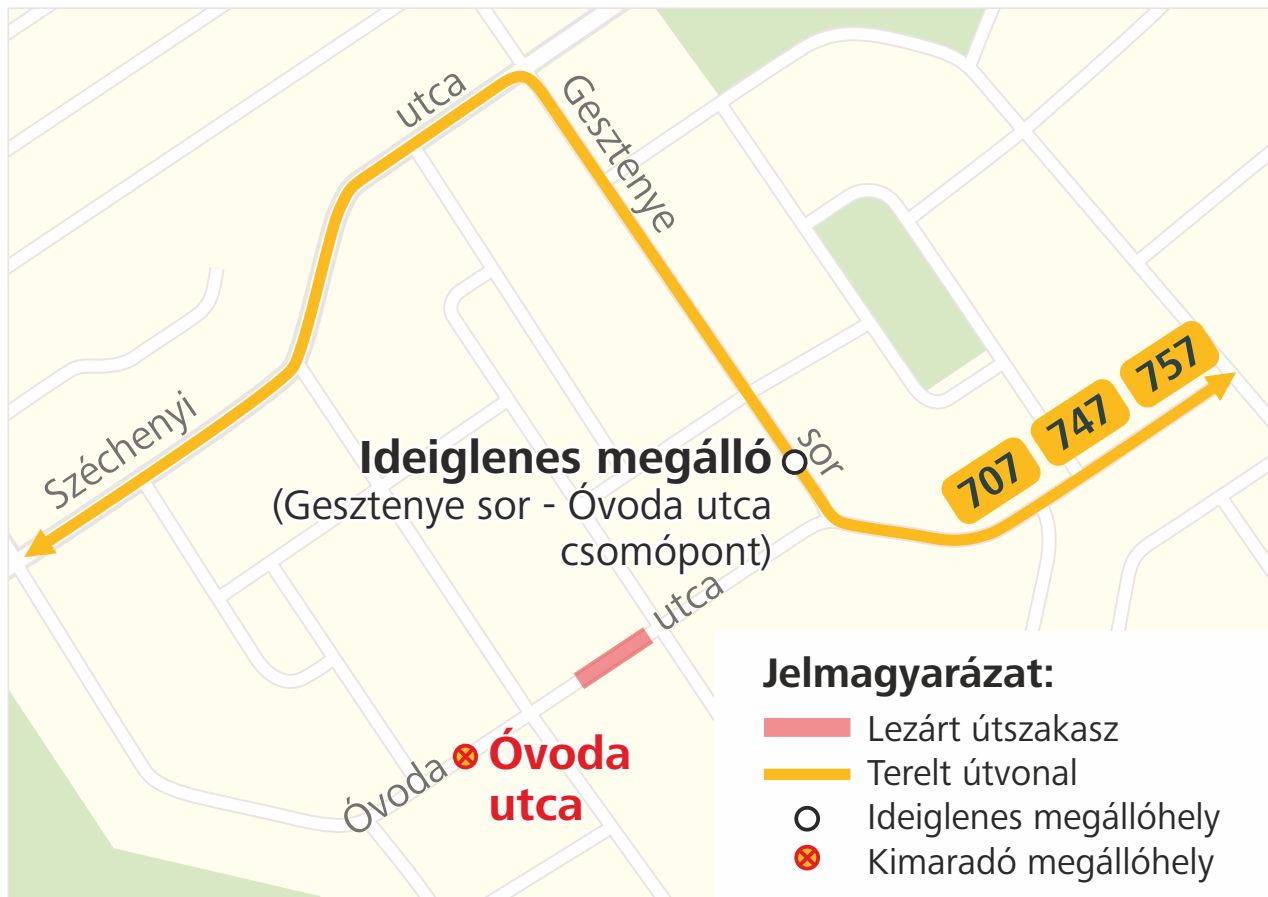 utca
Gesztenye
Széchenyi
sor
Ideiglenes megálló
(Gesztenye sor - Óvoda utca
csomópont)
707
747
757
utca
Óvoda
Óvoda
utca
Jelmagyarázat:
Lezárt útszakasz
Terelt útvonal
Ideiglenes megállóhely
Kimaradó megállóhely